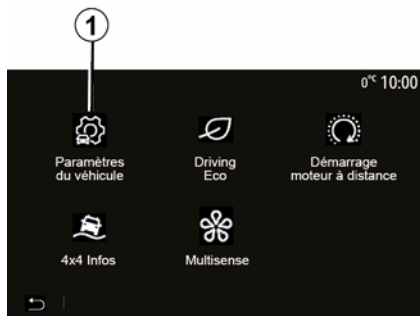 1
0°C 10:00
Paramètres
du véhicule
Driving
Eco
Démarrage
moteur à distance
4x4 Infos
Multisense